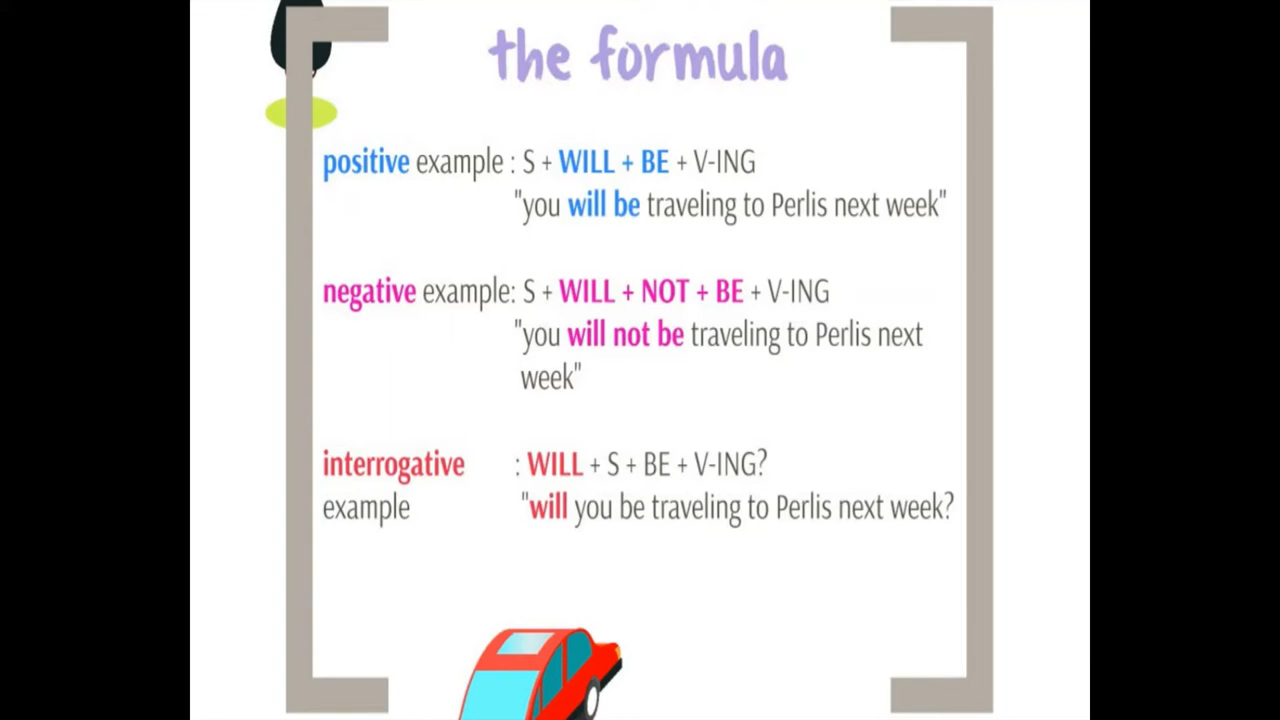 the formula
positive example : S + WILL + BE + V-ING
"you will be traveling to Perlis next week"
negative example: S + WILL + NOT + BE + V-ING
"you will not be traveling to Perlis next
week"
interrogative : WILL + S + BE + V-ING?
example "will you be traveling to Perlis next week?